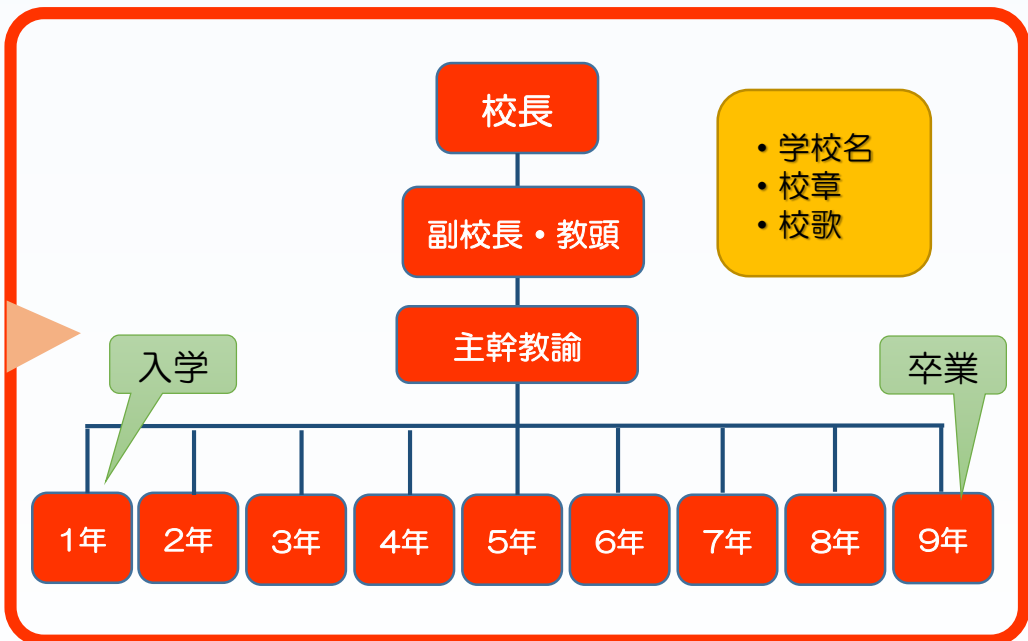 校長
・学校名
・校章
・校歌
副校長・教頭
主幹教諭
入学
卒業
1年
2年
3年
4年
5年
6年
7年
8年
9年